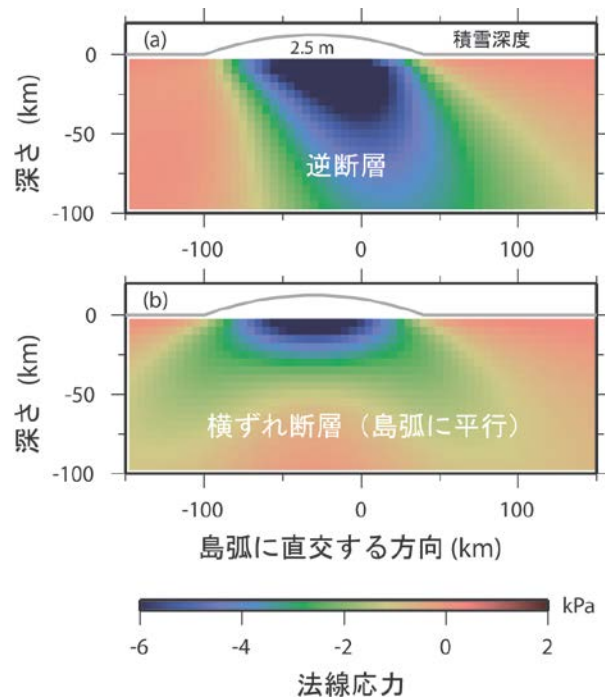 (a)
2.5 m
積雪深度
0
-50
-100
深さ (km)
逆断層
-100
0
100
(b)
0
-50
-100
深さ (km)
横ずれ断層（島弧に平行）
-100
0
100
島弧に直交する方向 (km)
kPa
-6
-4
-2
0
2
法線応力